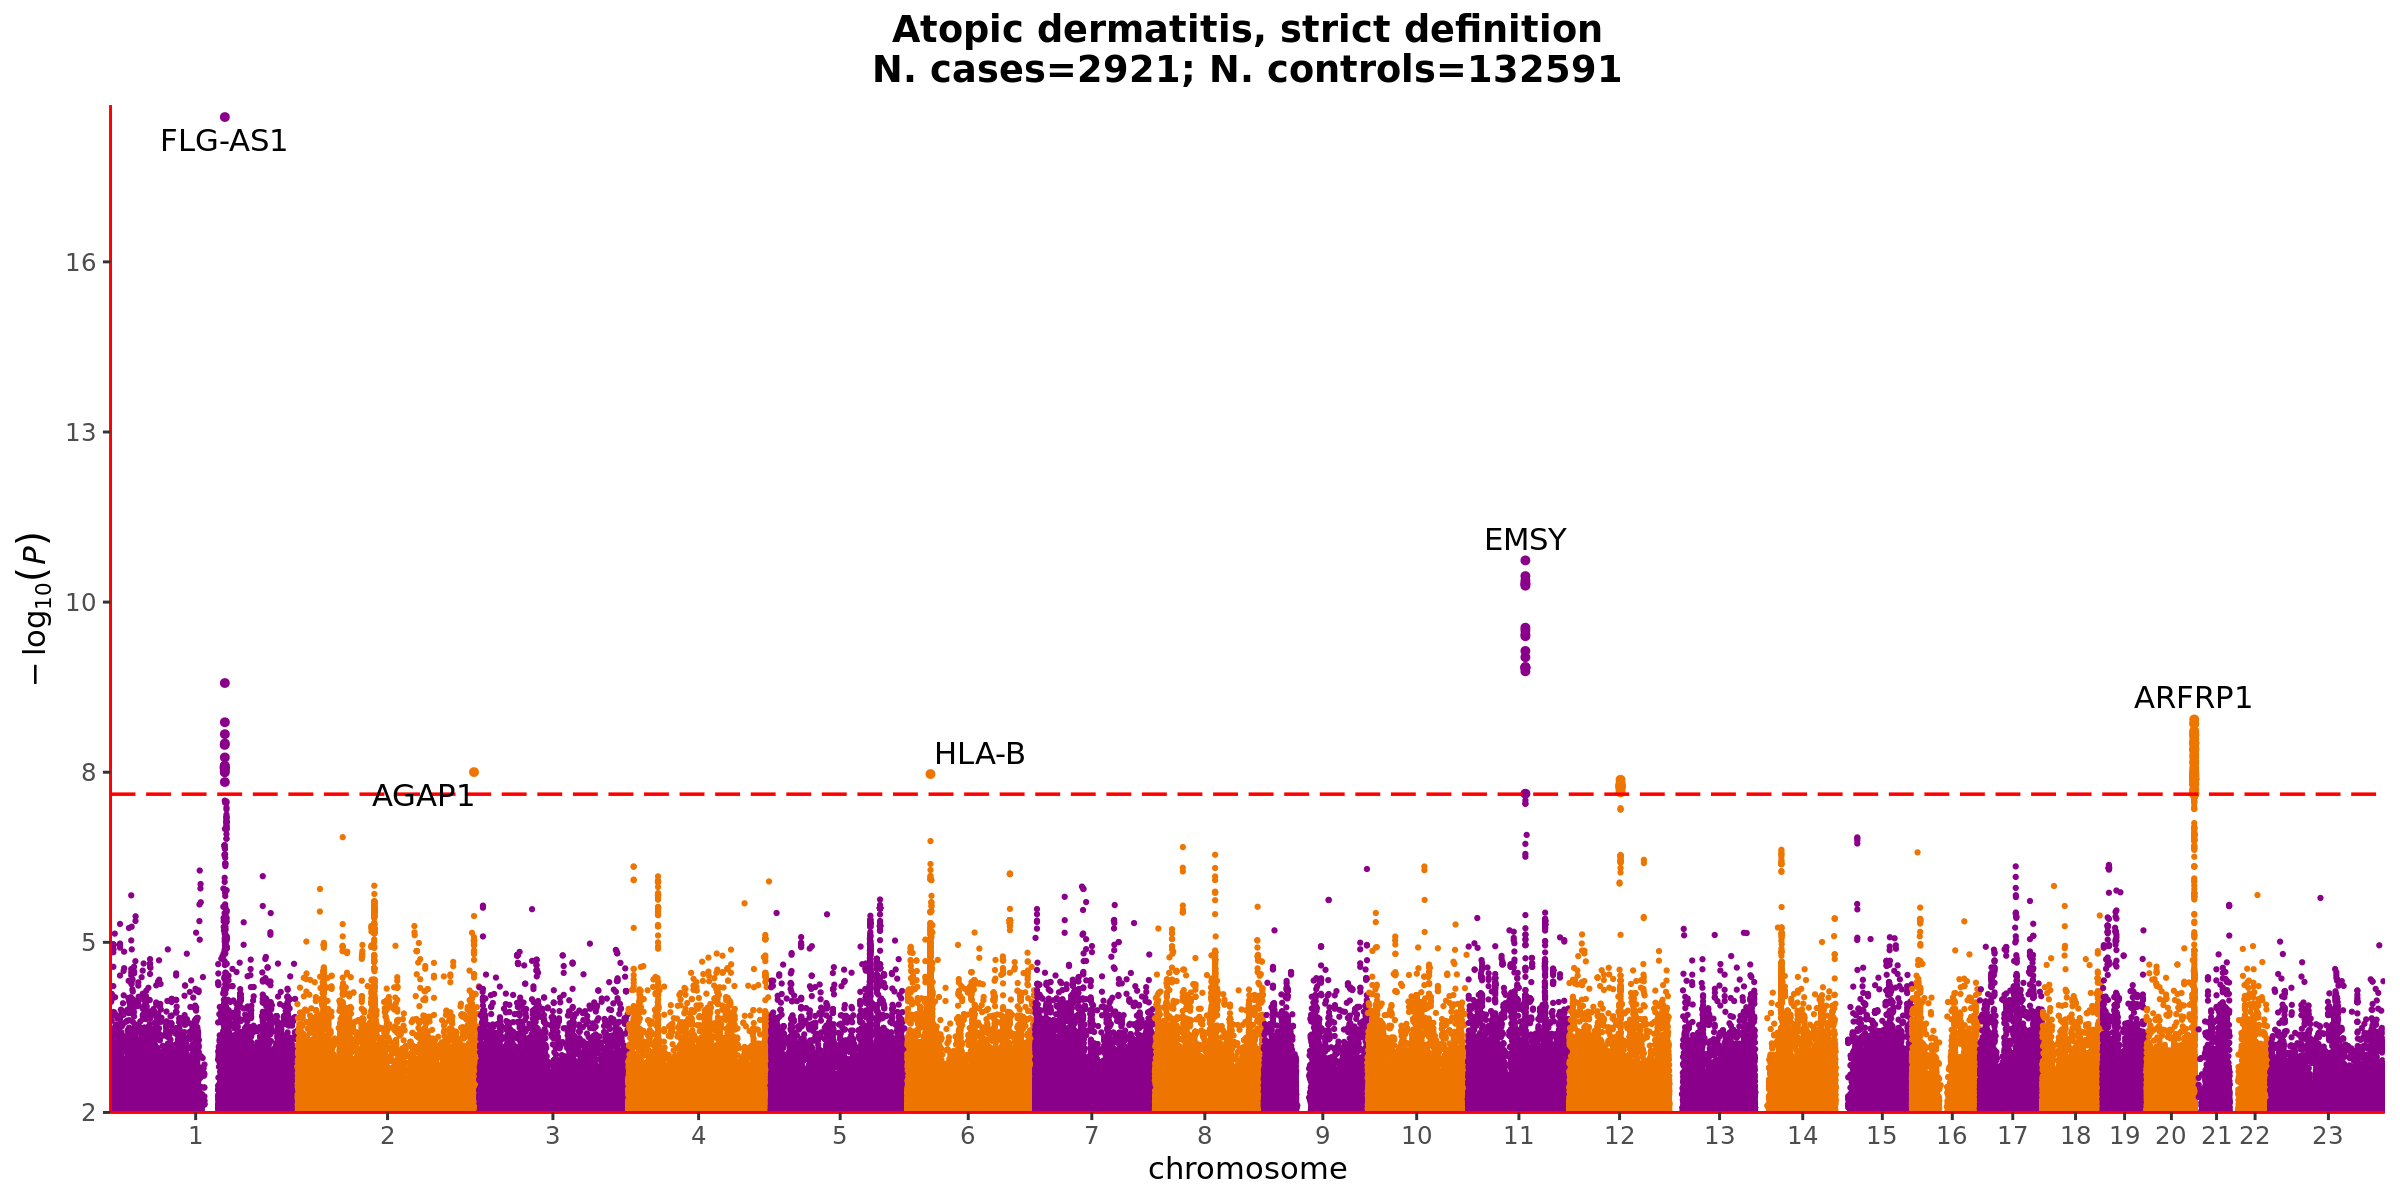 Atopic dermatitis, strict definition
N. cases=2921; N. controls=132591
FLG-AS1
16
13
EMSY
10
− log10(P)
ARFRP1
HLA-B
8
AGAP1
5
2
1 2 3 4 5 6 7 8 9 10 11 12 13 14 15 16 17 18 19 20 21 22 23
chromosome